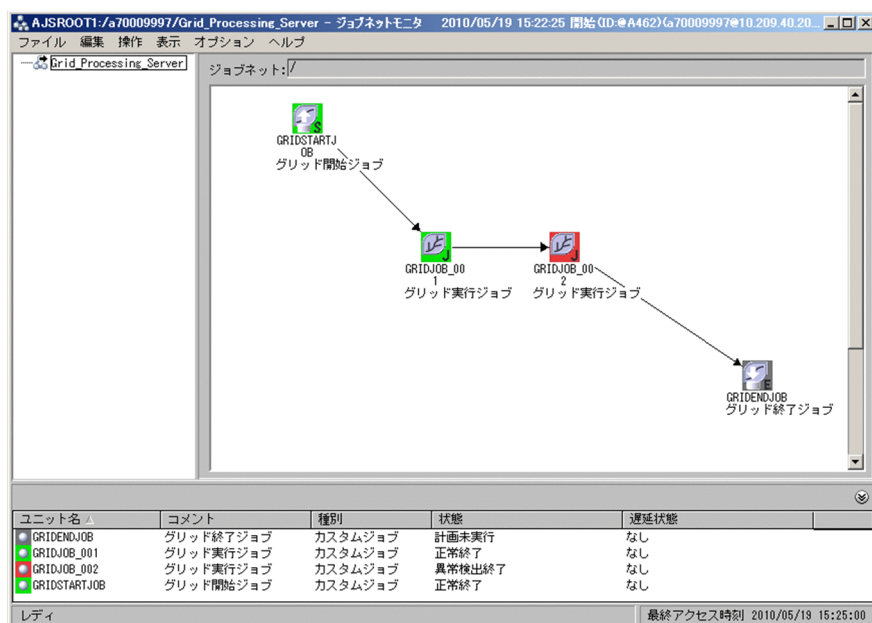 AJSROOT1:/a70009997/Grid_Processing_Server - ジョブネットモニタ 2010/05/19 15:22:25 開始(ID:@A462)(a70009997@10.209.40.20...
ファイル 編集 操作 表示 オプション ヘルプ
Grid_Processing_Server
ジョブネット: /
S
GRIDSTARTJ
OB
グリッド開始ジョブ
J
GRIDJOB_00
1
グリッド実行ジョブ
J
GRIDJOB_00
2
グリッド実行ジョブ
E
GRIDENDJOB
グリッド終了ジョブ
ユニット名 コメント 種別 状態 遅延状態
GRIDENDJOB グリッド終了ジョブ カスタムジョブ 計画未実行 なし
GRIDJOB_001 グリッド実行ジョブ カスタムジョブ 正常終了 なし
GRIDJOB_002 グリッド実行ジョブ カスタムジョブ 異常検出終了 なし
GRIDSTARTJOB グリッド開始ジョブ カスタムジョブ 正常終了 なし
レディ 最終アクセス時刻 2010/05/19 15:25:00